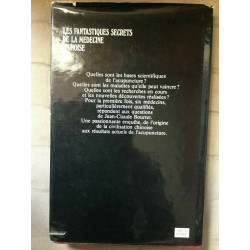 LES FANTASTIQUES SECRETS
DE LA MEDECINE
CHINOISE
Quelles sont les bases scientifiques
de l'acupuncture ?
Quelles sont les maladies qu'elle peut vaincre ?
Quelles sont les recherches en cours
et les nouvelles découvertes réalisées ?
Pour la première fois, six médecins,
particulièrement qualifiés,
répondent aux questions
de Jean-Claude Bourret.
Une passionnante enquête, de l'origine
de la civilisation chinoise
aux résultats actuels de l'acupuncture.